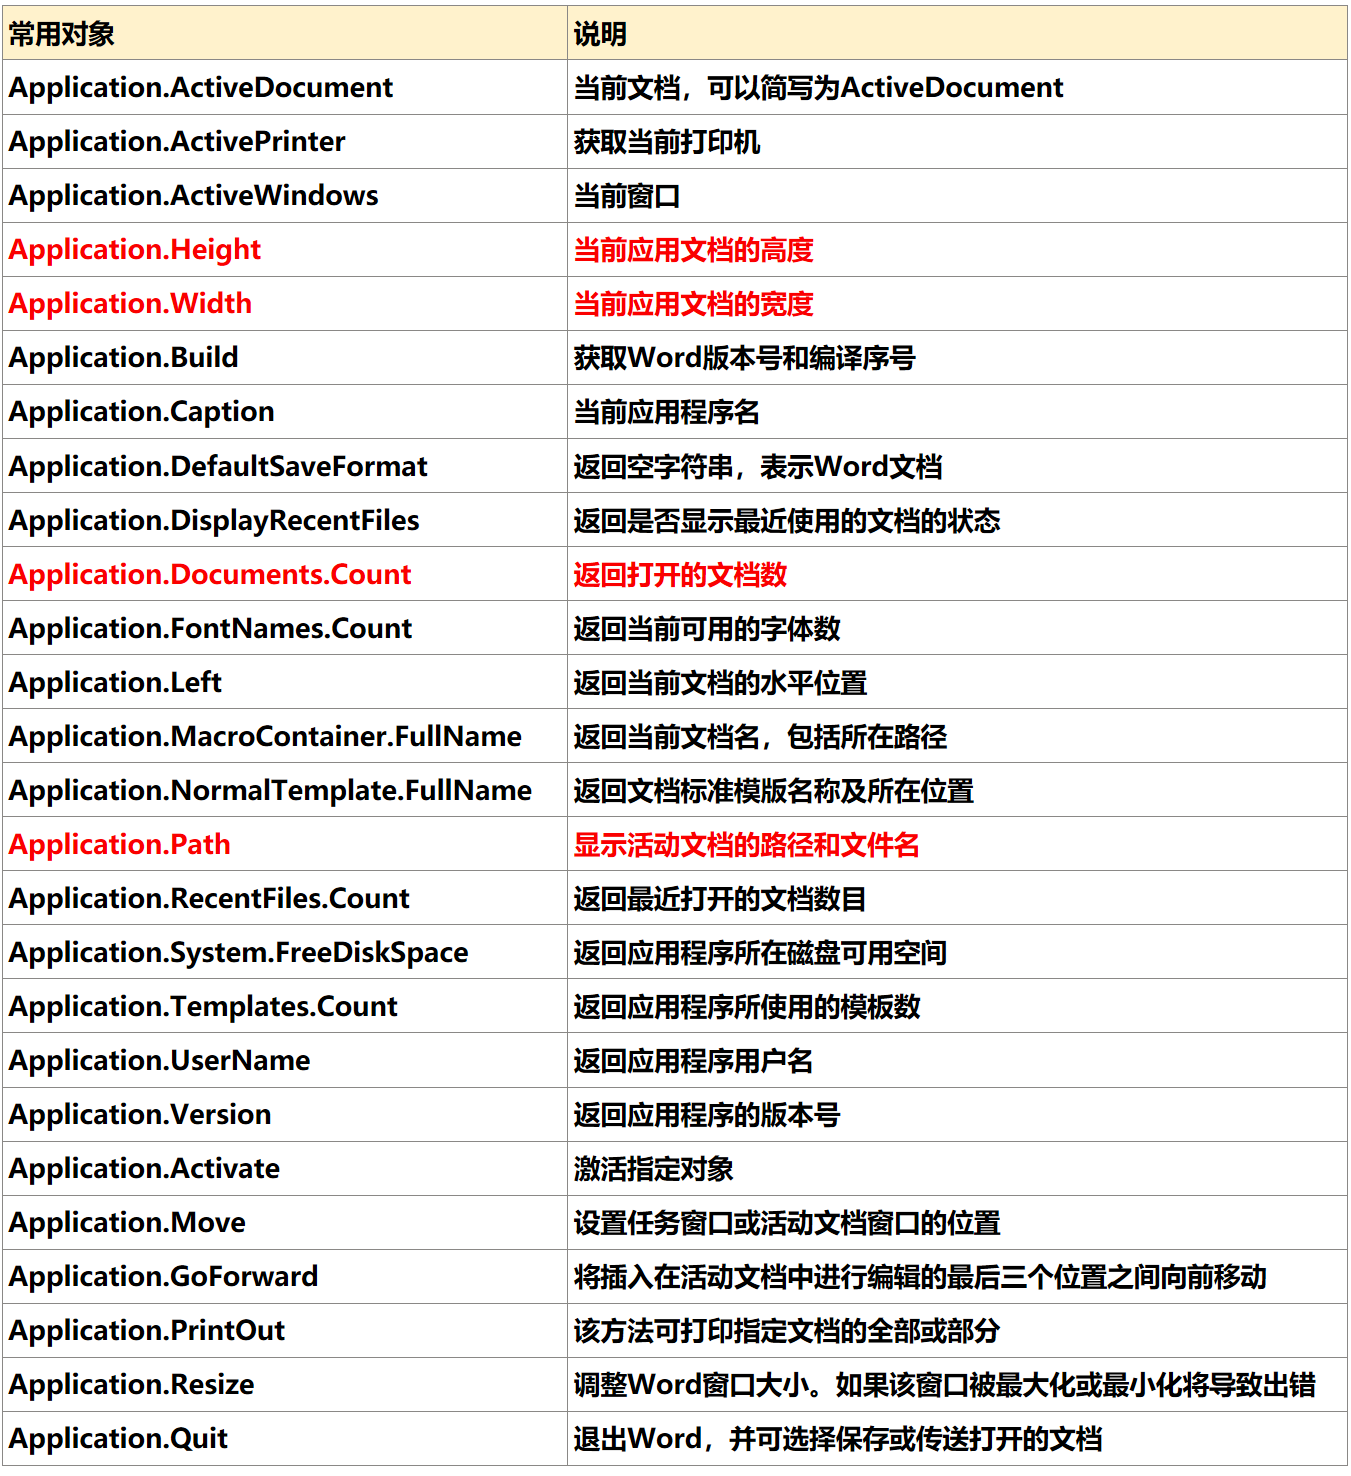 常用对象 说明
Application.ActiveDocument 当前文档，可以简写为ActiveDocument
Application.ActivePrinter 获取当前打印机
Application.ActiveWindows 当前窗口
Application.Height 当前应用文档的高度
Application.Width 当前应用文档的宽度
Application.Build 获取Word版本号和编译序号
Application.Caption 当前应用程序名
Application.DefaultSaveFormat 返回空字符串，表示Word文档
Application.DisplayRecentFiles 返回是否显示最近使用的文档的状态
Application.Documents.Count 返回打开的文档数
Application.FontNames.Count 返回当前可用的字体数
Application.Left 返回当前文档的水平位置
Application.MacroContainer.FullName 返回当前文档名，包括所在路径
Application.NormalTemplate.FullName 返回文档标准模版名称及所在位置
Application.Path 显示活动文档的路径和文件名
Application.RecentFiles.Count 返回最近打开的文档数目
Application.System.FreeDiskSpace 返回应用程序所在磁盘可用空间
Application.Templates.Count 返回应用程序所使用的模板数
Application.UserName 返回应用程序用户名
Application.Version 返回应用程序的版本号
Application.Activate 激活指定对象
Application.Move 设置任务窗口或活动文档窗口的位置
Application.GoForward 将插入在活动文档中进行编辑的最后三个位置之间向前移动
Application.PrintOut 该方法可打印指定文档的全部或部分
Application.Resize 调整Word窗口大小。如果该窗口被最大化或最小化将导致出错
Application.Quit 退出Word，并可选择保存或传送打开的文档